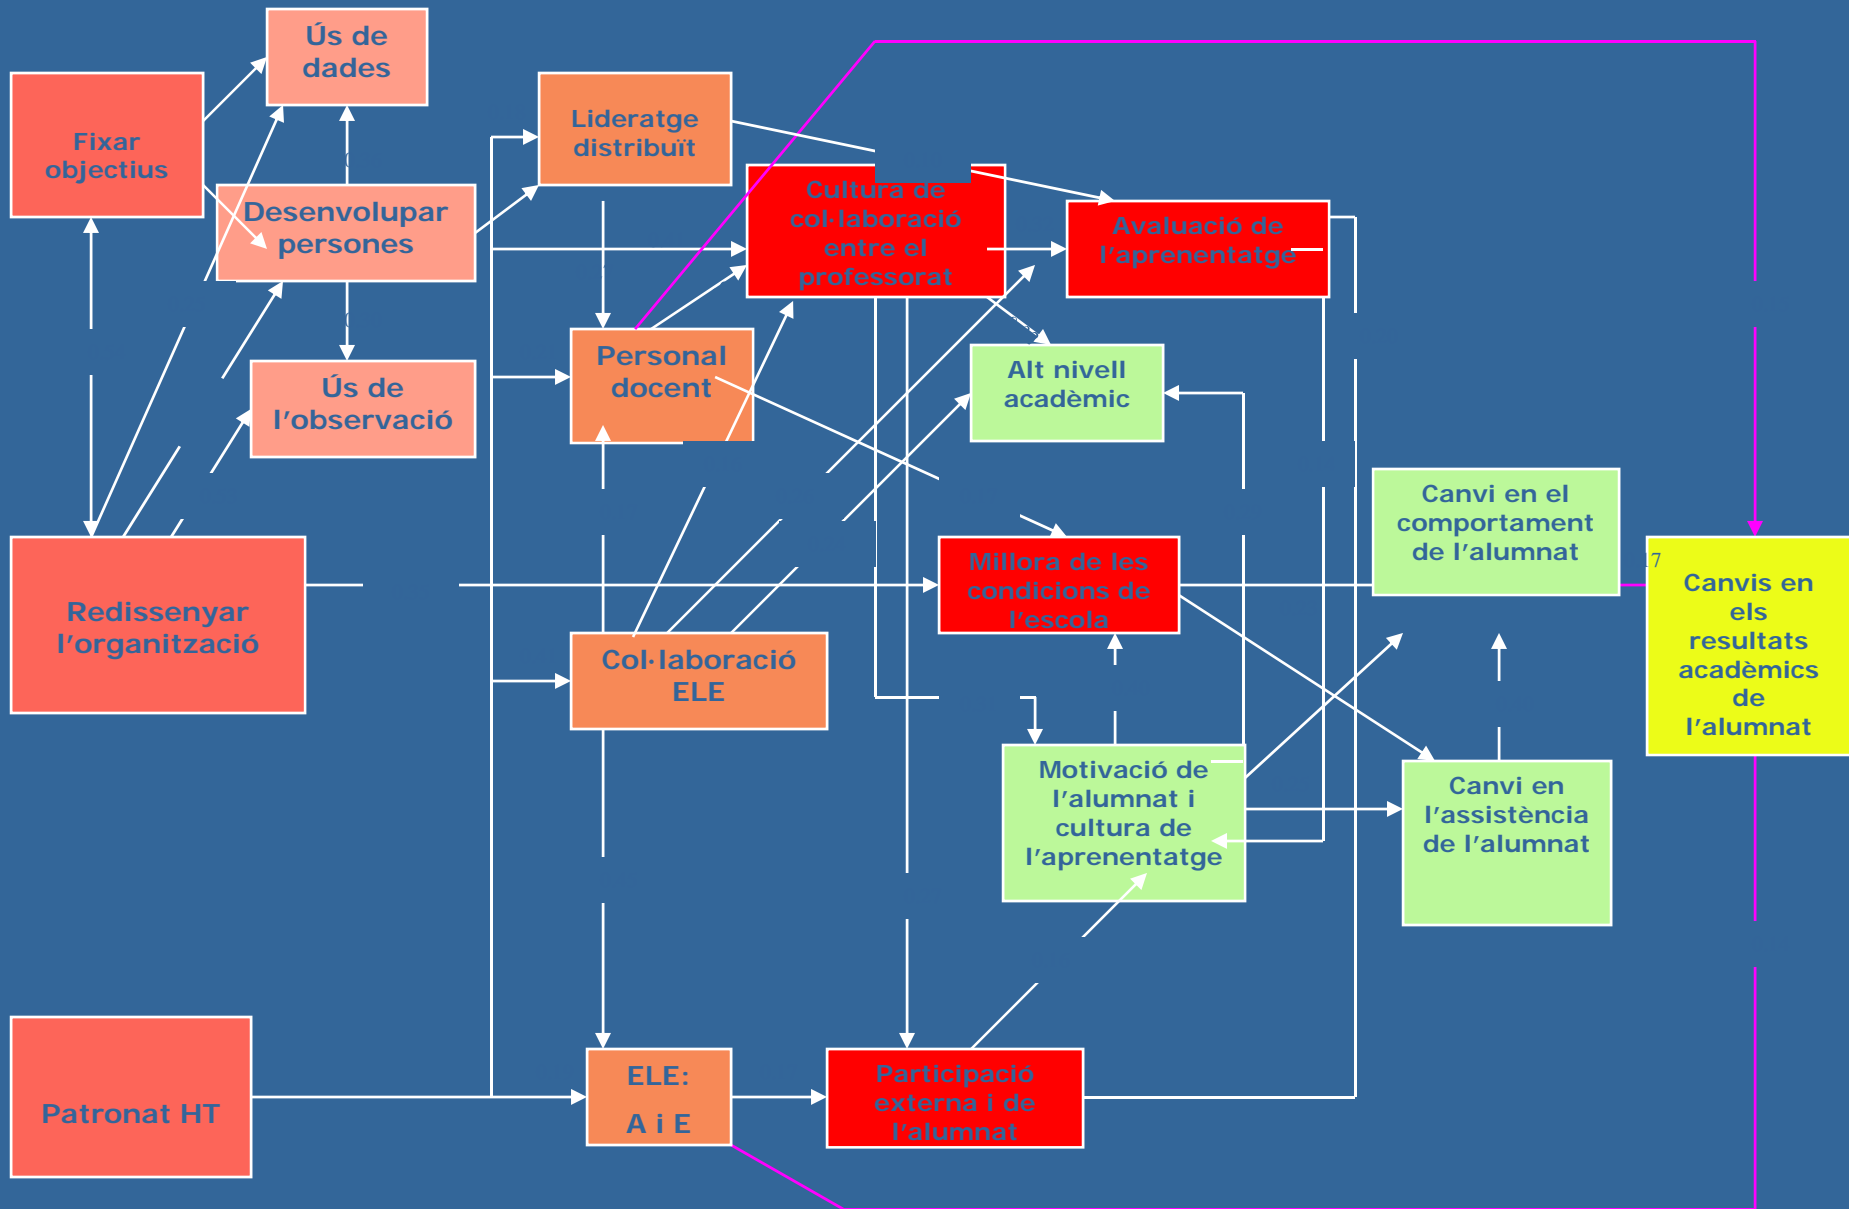 Ús de
dades
Fixar
objectius
Lideratge
distribuït
Desenvolupar
persones
Cultura de
col·laboració
entre el
professorat
Avaluació de
l’aprenentatge
Personal
docent
Alt nivell
acadèmic
Ús de
l’observació
Canvi en el
comportament
de l’alumnat
Redissenyar
l’organització
Millora de les
condicions de
l’escola
17
Canvis en
els
resultats
acadèmics
de
l’alumnat
Col·laboració
ELE
Motivació de
l’alumnat i
cultura de
l’aprenentatge
Canvi en
l’assistència
de l’alumnat
Patronat HT
ELE:
A i E
Participació
externa i de
l’alumnat